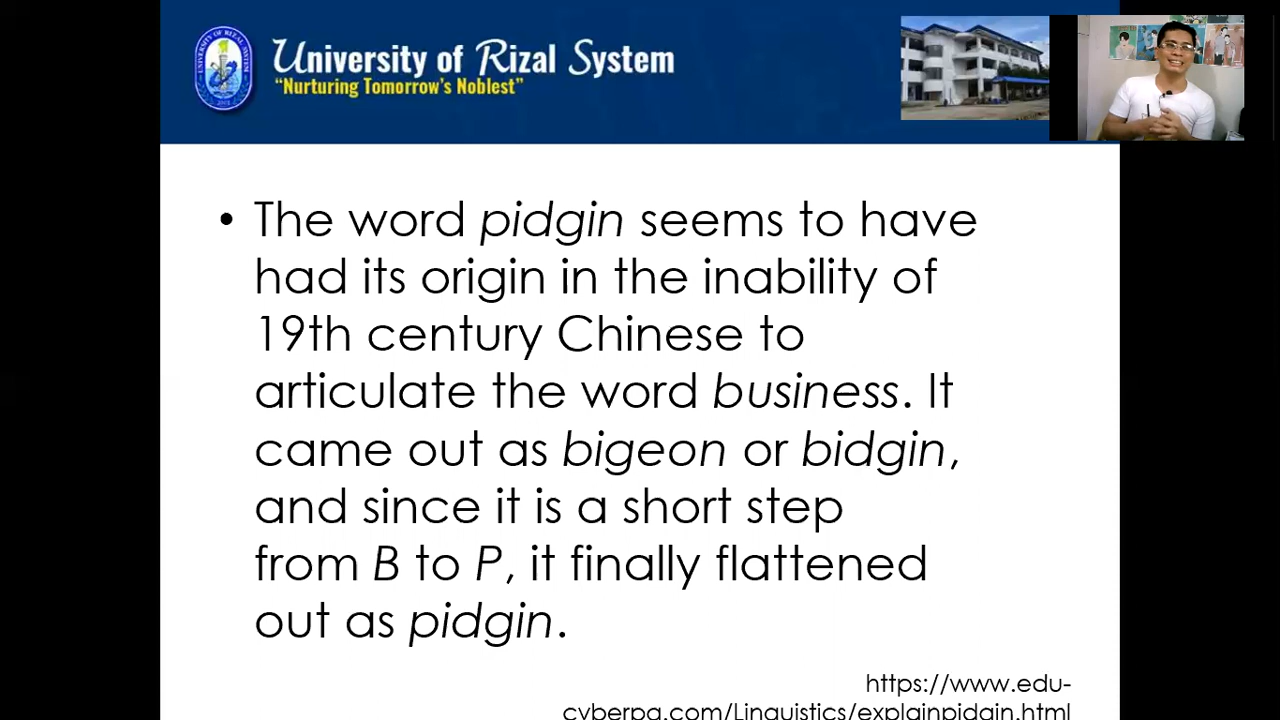 University of Rizal System
"Nurturing Tomorrow's Noblest"
• The word pidgin seems to have
had its origin in the inability of
19th century Chinese to
articulate the word business. It
came out as bigeon or bidgin,
and since it is a short step
from B to P, it finally flattened
out as pidgin.
https://www.edu-
cyberpg.com/Linguistics/explainpidgin.html